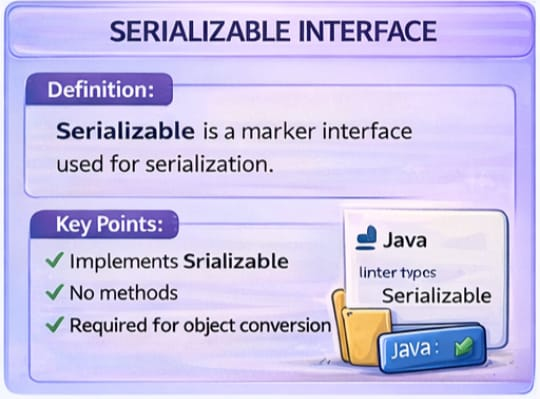 SERIALIZABLE INTERFACE
Definition:
Serializable is a marker interface
used for serialization.
Key Points:
✓ Implements Srializable
✓ No methods
✓ Required for object conversion
Java
linter types
Serializable
Java: